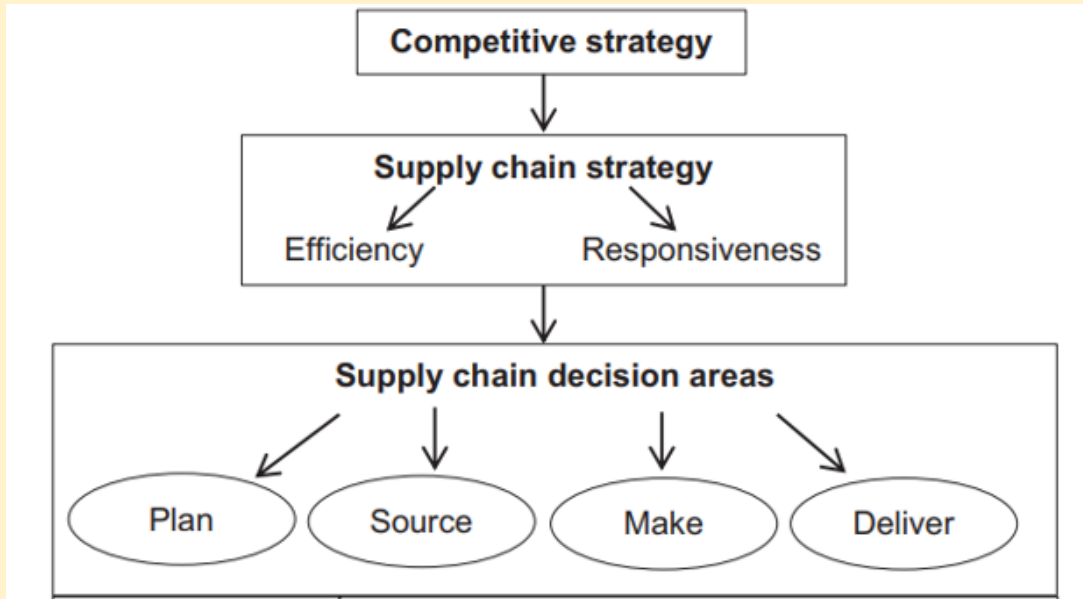 Competitive strategy
Supply chain strategy
Efficiency Responsiveness
Supply chain decision areas
Plan Source Make Deliver